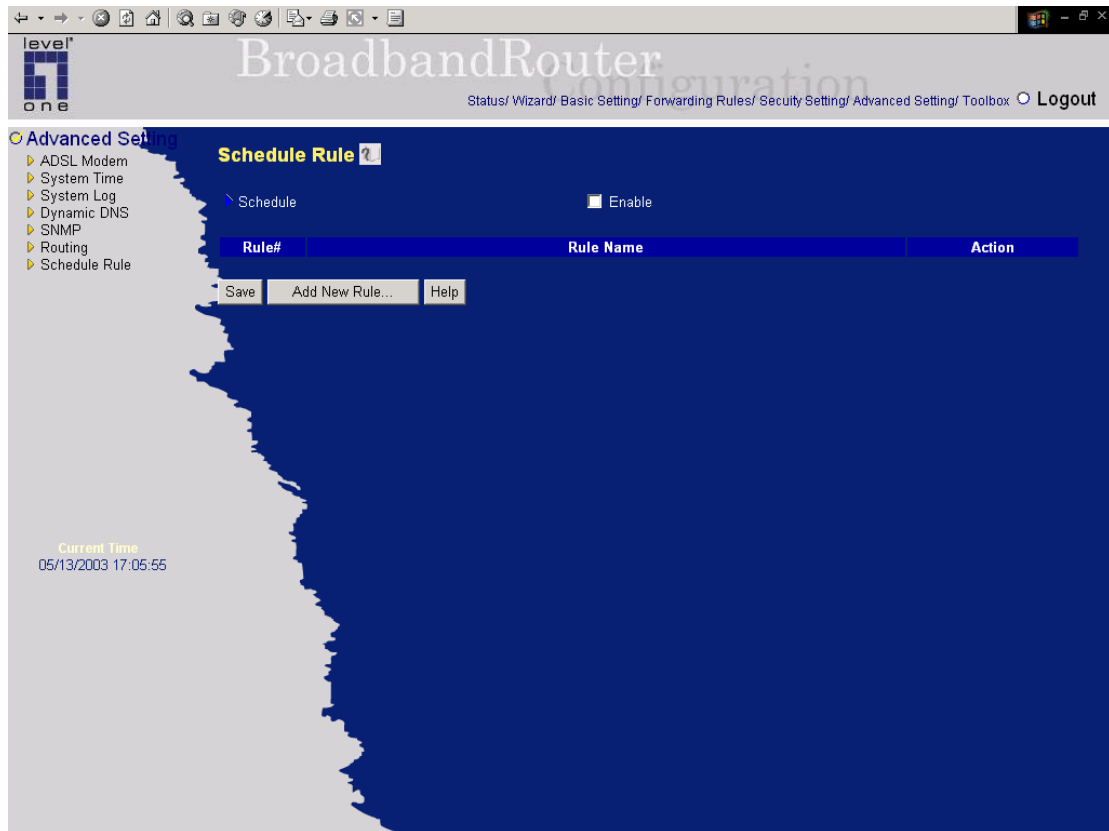 level
one
BroadbandRouter
Configuration
Status/ Wizard/ Basic Setting/ Forwarding Rules/ Secuity Setting/ Advanced Setting/ Toolbox Logout
Advanced Setting
ADSL Modem
System Time
System Log
Dynamic DNS
SNMP
Routing
Schedule Rule
Current Time
05/13/2003 17:05:55
Schedule Rule
Schedule Enable
Rule# Rule Name Action
Save Add New Rule... Help